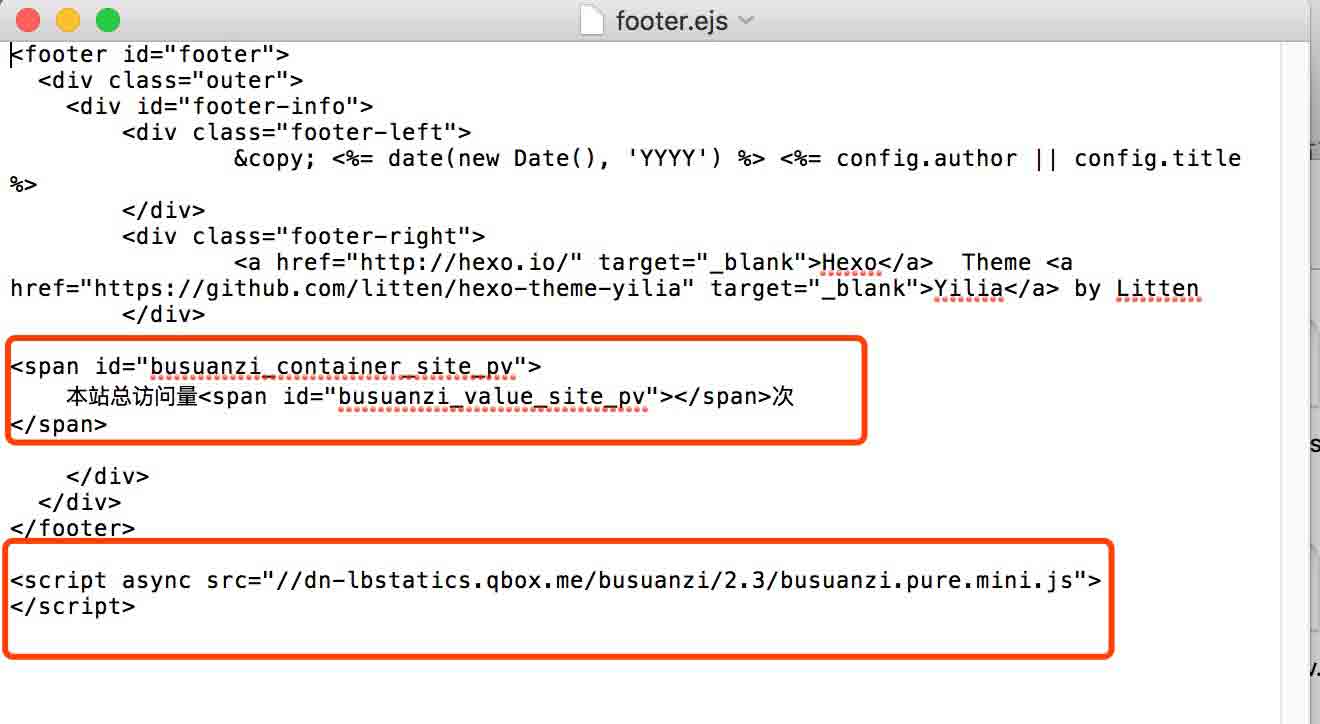 footer.ejs
<footer id="footer">
  <div class="outer">
    <div id="footer-info">
        <div class="footer-left">
                &copy; <%= date(new Date(), 'YYYY') %> <%= config.author || config.title
%>
        </div>
        <div class="footer-right">
                <a href="http://hexo.io/" target="_blank">Hexo</a>  Theme <a
href="https://github.com/litten/hexo-theme-yilia" target="_blank">Yilia</a> by Litten
        </div>
<span id="busuanzi_container_site_pv">
    本站总访问量<span id="busuanzi_value_site_pv"></span>次
</span>
    </div>
  </div>
</footer>
<script async src="//dn-lbstatics.qbox.me/busuanzi/2.3/busuanzi.pure.mini.js">
</script>